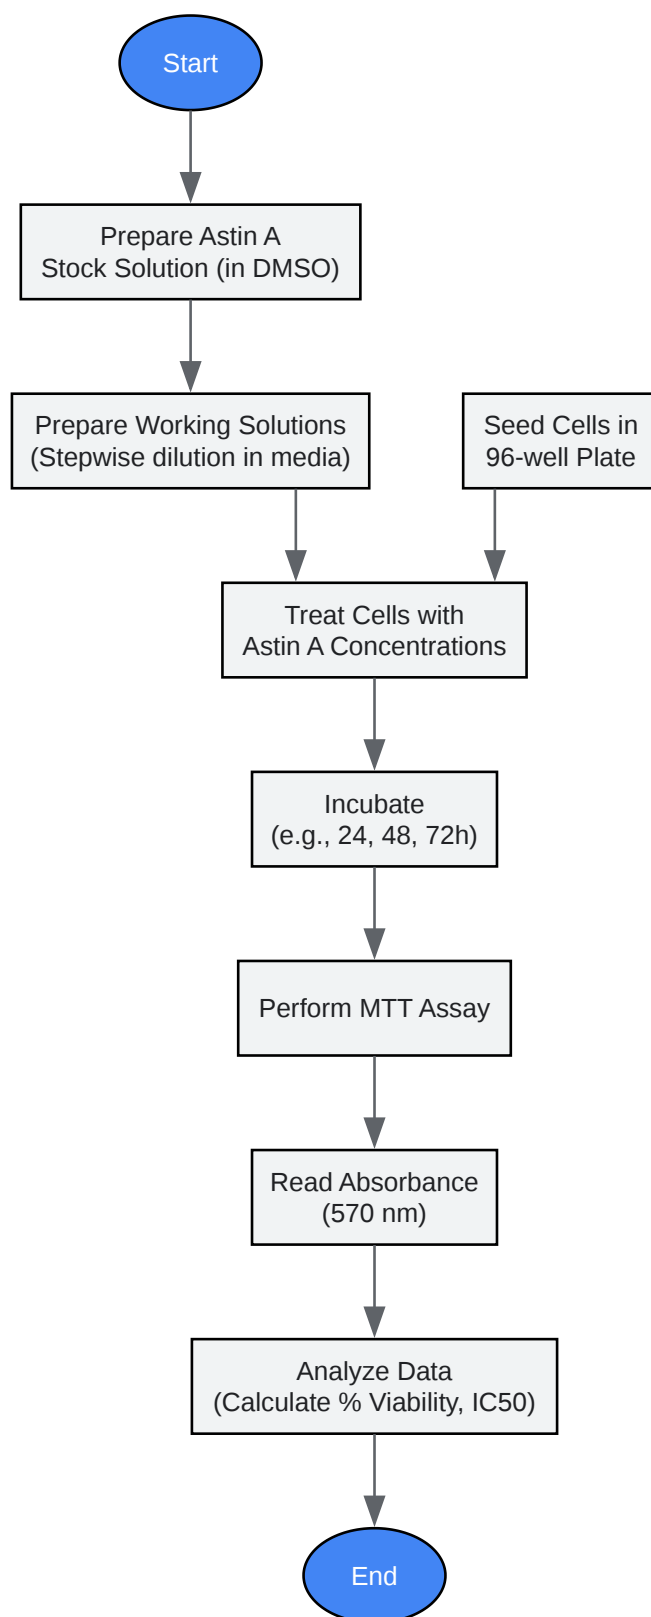 Start
Prepare Astin A
Stock Solution (in DMSO)
Prepare Working Solutions
(Stepwise dilution in media)
Seed Cells in
96-well Plate
Treat Cells with
Astin A Concentrations
Incubate
(e.g., 24, 48, 72h)
Perform MTT Assay
Read Absorbance
(570 nm)
Analyze Data
(Calculate % Viability, IC50)
End